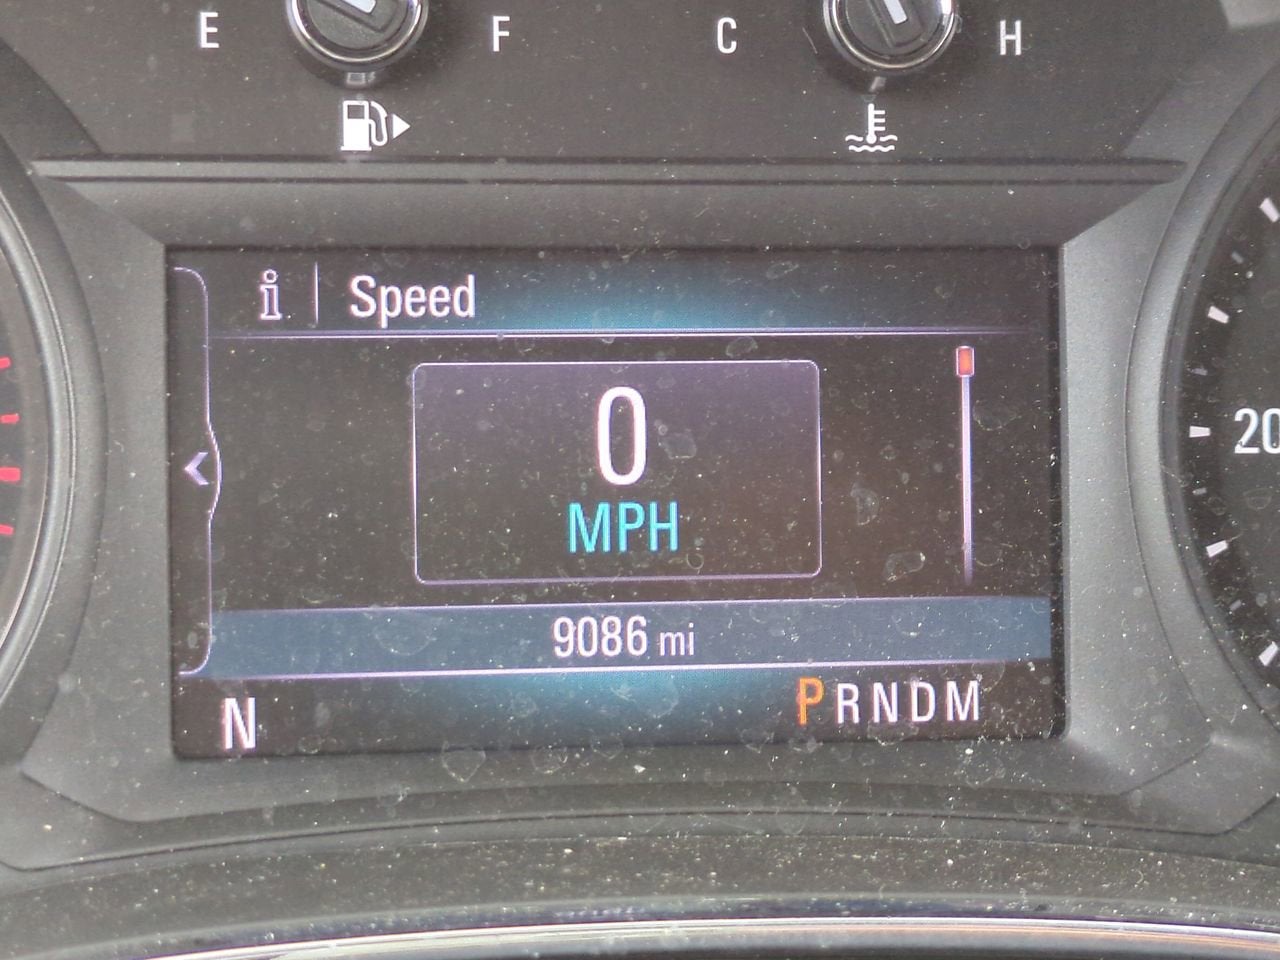 E F C H
i Speed
0
MPH
9086 mi
N PRNDM
20